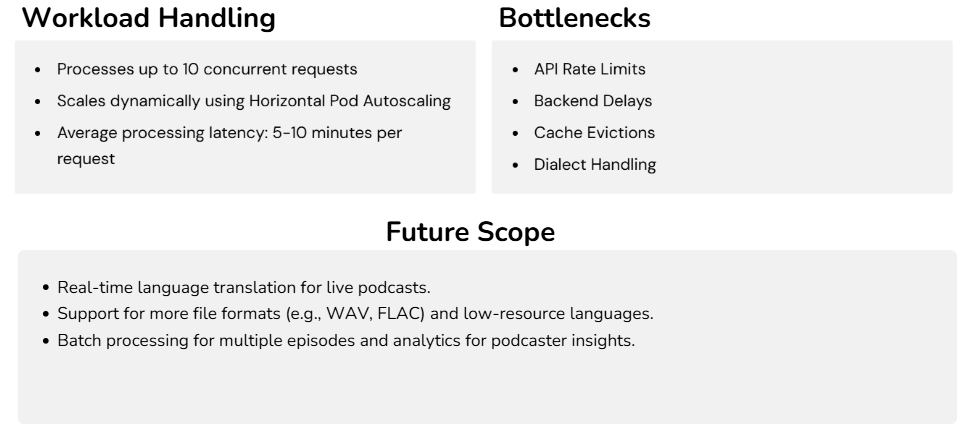 Workload Handling
• Processes up to 10 concurrent requests
• Scales dynamically using Horizontal Pod Autoscaling
• Average processing latency: 5-10 minutes per
request
Bottlenecks
• API Rate Limits
• Backend Delays
• Cache Evictions
• Dialect Handling
Future Scope
• Real-time language translation for live podcasts.
• Support for more file formats (e.g., WAV, FLAC) and low-resource languages.
• Batch processing for multiple episodes and analytics for podcaster insights.